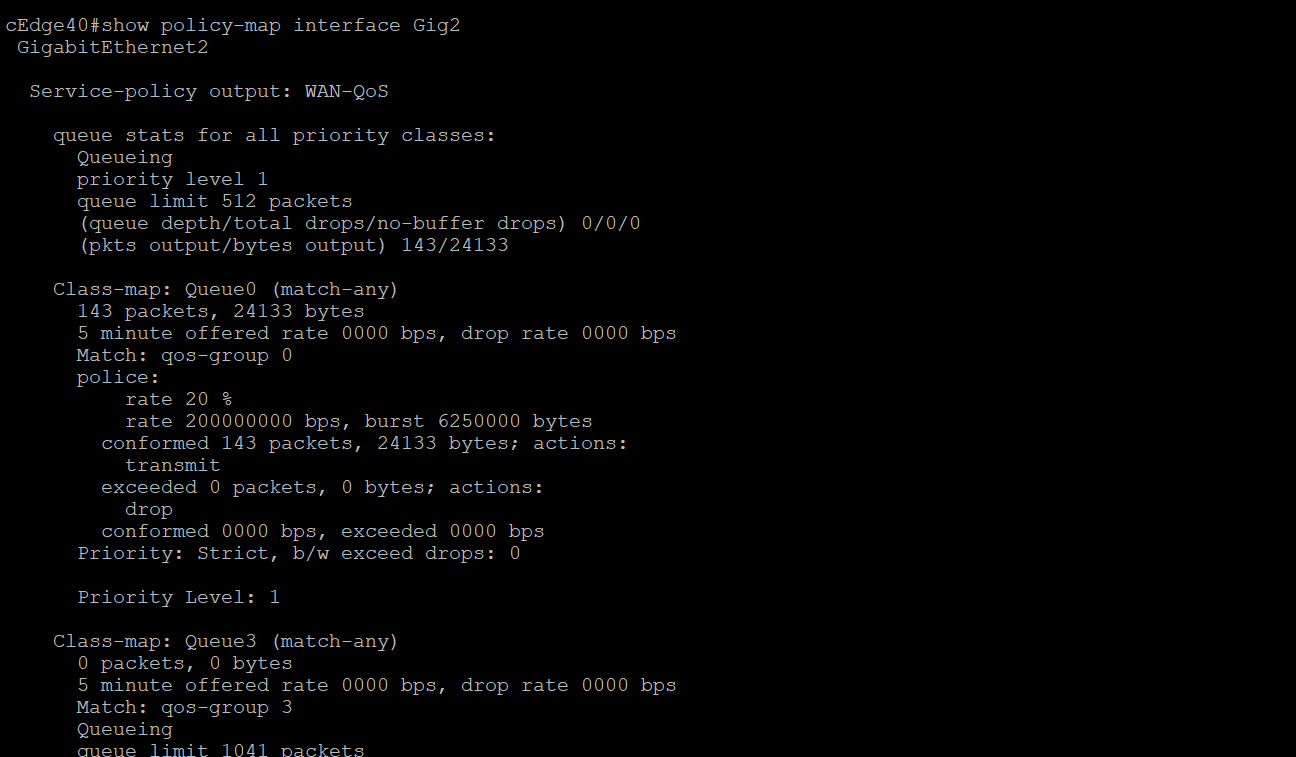 cEdge40#show policy-map interface Gig2
GigabitEthernet2
Service-policy output: WAN-QoS
queue stats for all priority classes:
Queueing
priority level 1
queue limit 512 packets
(queue depth/total drops/no-buffer drops) 0/0/0
(pkts output/bytes output) 143/24133
Class-map: Queue0 (match-any)
143 packets, 24133 bytes
5 minute offered rate 0000 bps, drop rate 0000 bps
Match: qos-group 0
police:
rate 20 %
rate 200000000 bps, burst 6250000 bytes
conformed 143 packets, 24133 bytes; actions:
transmit
exceeded 0 packets, 0 bytes; actions:
drop
conformed 0000 bps, exceeded 0000 bps
Priority: Strict, b/w exceed drops: 0
Priority Level: 1
Class-map: Queue3 (match-any)
0 packets, 0 bytes
5 minute offered rate 0000 bps, drop rate 0000 bps
Match: qos-group 3
Queueing
queue limit 1041 packets